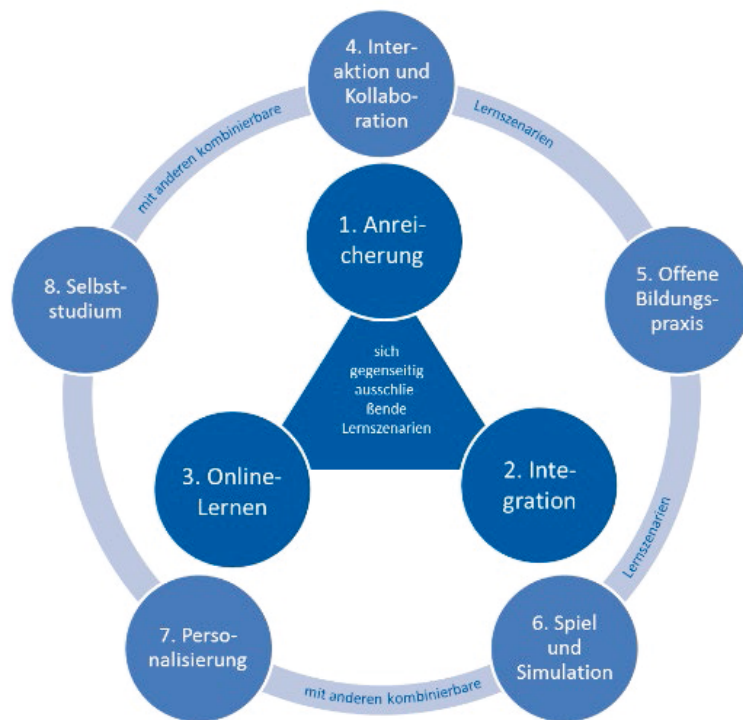 4. Inter-
aktion und
Kollabo-
ration
mit anderen kombinierbare
Lernszenarien
1. Anrei-
cherung
8. Selbst-
studium
5. Offene
Bildungs-
praxis
sich
gegenseitig
ausschlie
ßende
Lernszenarien
3. Online-
Lernen
2. Inte-
gration
Lernszenarien
7. Perso-
nalisierung
6. Spiel
und
Simulation
mit anderen kombinierbare